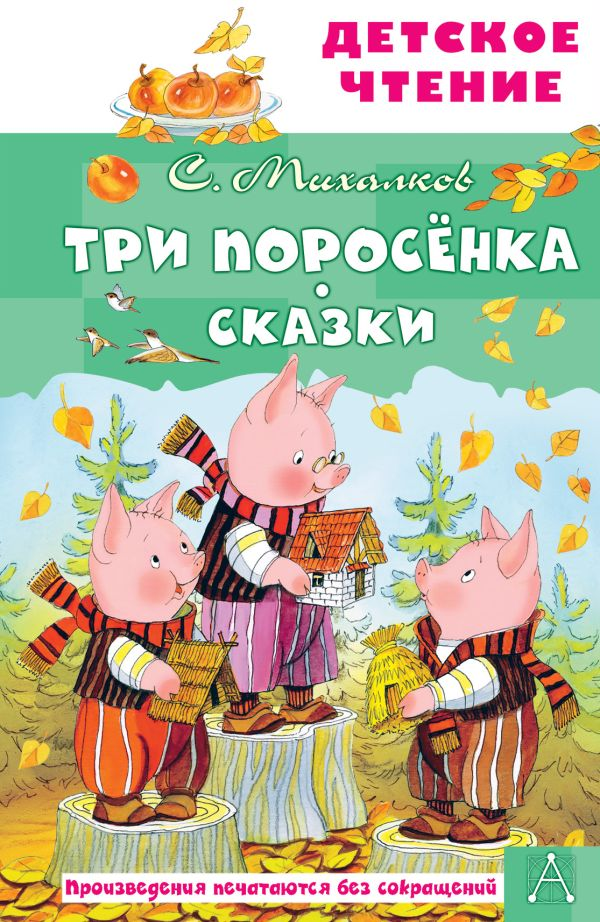 ДЕТСКОЕ
ЧТЕНИЕ
С. Михалков
ТРИ ПОРОСЁНКА
•
СКАЗКИ
Произведения печатаются без сокращений
А